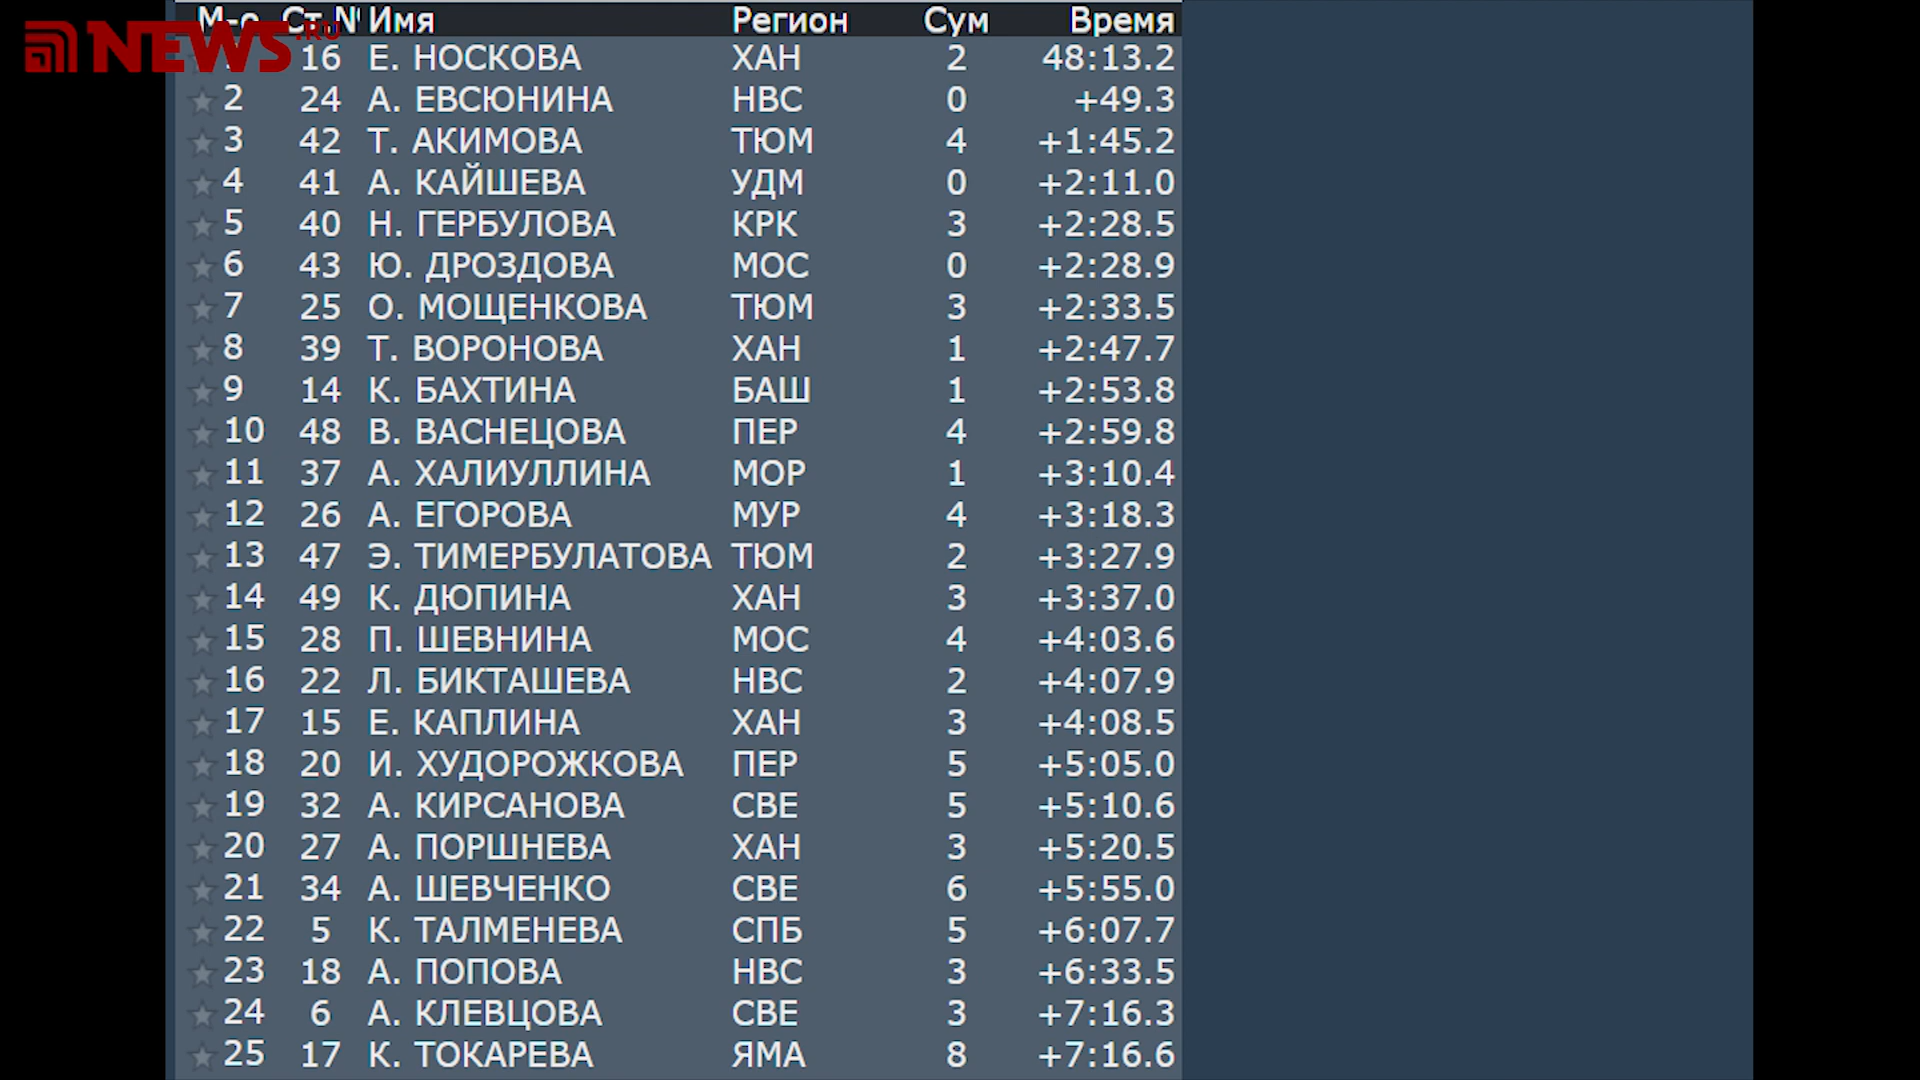 NEWS.RU
М-о Ст.№ Имя Регион Сум Время
1 16 Е. НОСКОВА ХАН 2 48:13.2
2 24 А. ЕВСЮНИНА НВС 0 +49.3
3 42 Т. АКИМОВА ТЮМ 4 +1:45.2
4 41 А. КАЙШЕВА УДМ 0 +2:11.0
5 40 Н. ГЕРБУЛОВА КРК 3 +2:28.5
6 43 Ю. ДРОЗДОВА МОС 0 +2:28.9
7 25 О. МОЩЕНКОВА ТЮМ 3 +2:33.5
8 39 Т. ВОРОНОВА ХАН 1 +2:47.7
9 14 К. БАХТИНА БАШ 1 +2:53.8
10 48 В. ВАСНЕЦОВА ПЕР 4 +2:59.8
11 37 А. ХАЛИУЛЛИНА МОР 1 +3:10.4
12 26 А. ЕГОРОВА МУР 4 +3:18.3
13 47 Э. ТИМЕРБУЛАТОВА ТЮМ 2 +3:27.9
14 49 К. ДЮПИНА ХАН 3 +3:37.0
15 28 П. ШЕВНИНА МОС 4 +4:03.6
16 22 Л. БИКТАШЕВА НВС 2 +4:07.9
17 15 Е. КАПЛИНА ХАН 3 +4:08.5
18 20 И. ХУДОРОЖКОВА ПЕР 5 +5:05.0
19 32 А. КИРСАНОВА СВЕ 5 +5:10.6
20 27 А. ПОРШНЕВА ХАН 3 +5:20.5
21 34 А. ШЕВЧЕНКО СВЕ 6 +5:55.0
22 5 К. ТАЛМЕНЕВА СПБ 5 +6:07.7
23 18 А. ПОПОВА НВС 3 +6:33.5
24 6 А. КЛЕВЦОВА СВЕ 3 +7:16.3
25 17 К. ТОКАРЕВА ЯМА 8 +7:16.6